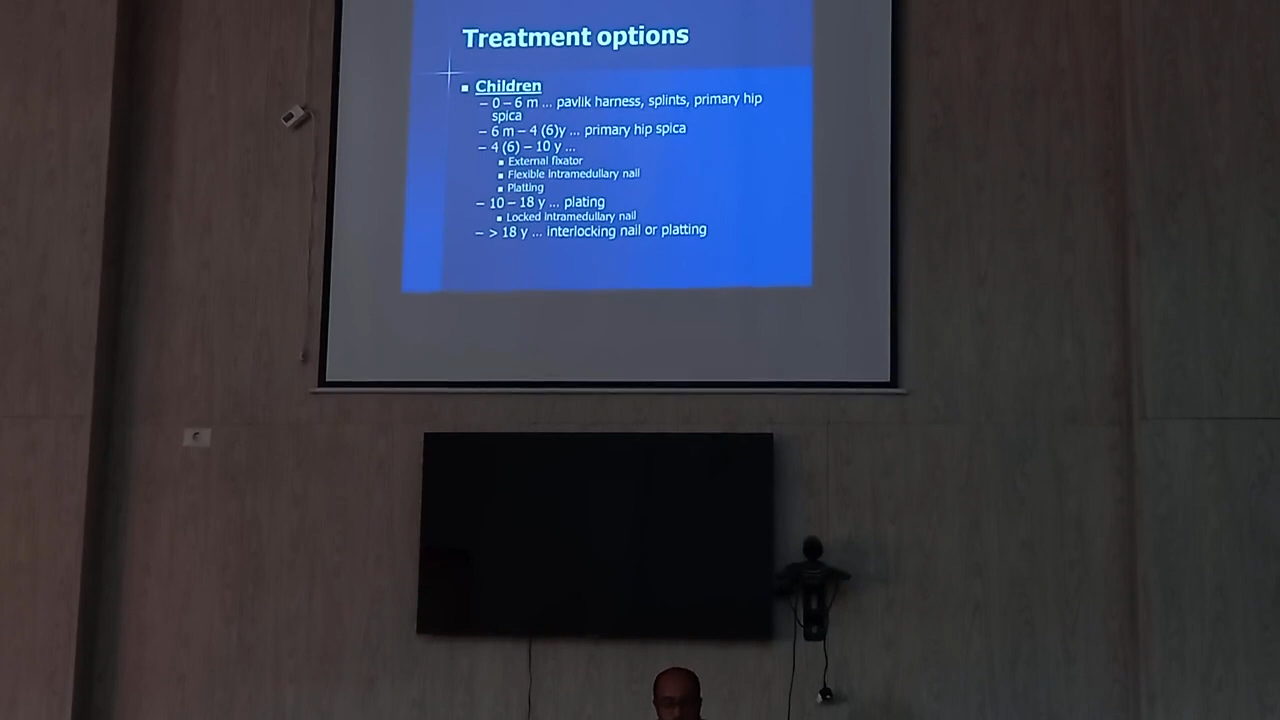 Treatment options
▪ Children
– 0 – 6 m ... pavlik harness, splints, primary hip
spica
– 6 m – 4 (6)y ... primary hip spica
– 4 (6) – 10 y ...
▪ External fixator
▪ Flexible intramedullary nail
▪ Platting
– 10 – 18 y ... plating
▪ Locked intramedullary nail
– > 18 y ... interlocking nail or platting